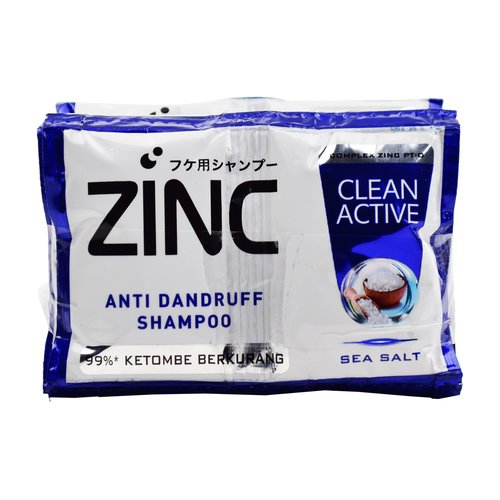 フケ用シャンプー
ZINC
ANTI DANDRUFF
SHAMPOO
99%* KETOMBE BERKURANG
COMPLEX ZINC PT-O
CLEAN
ACTIVE
SEA SALT